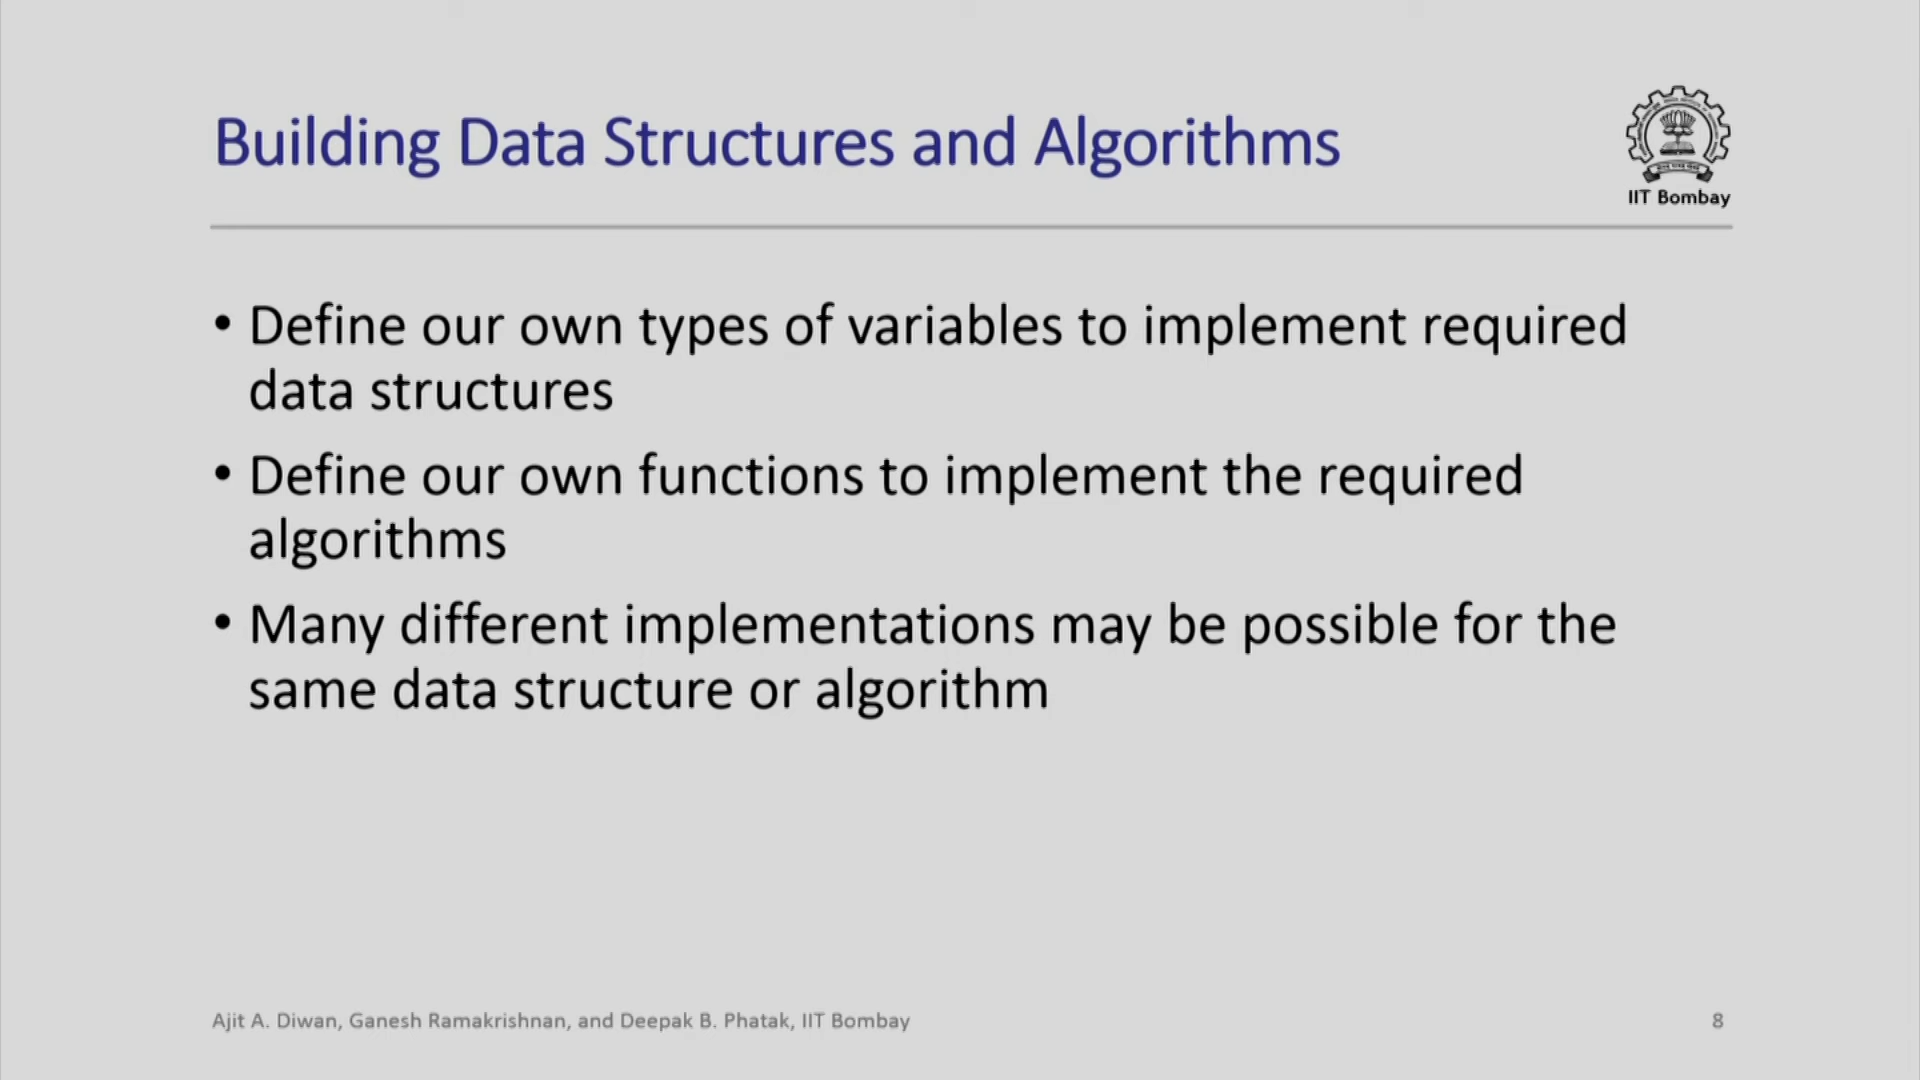 Building Data Structures and Algorithms
IIT Bombay
• Define our own types of variables to implement required
data structures
• Define our own functions to implement the required
algorithms
• Many different implementations may be possible for the
same data structure or algorithm
Ajit A. Diwan, Ganesh Ramakrishnan, and Deepak B. Phatak, IIT Bombay
8